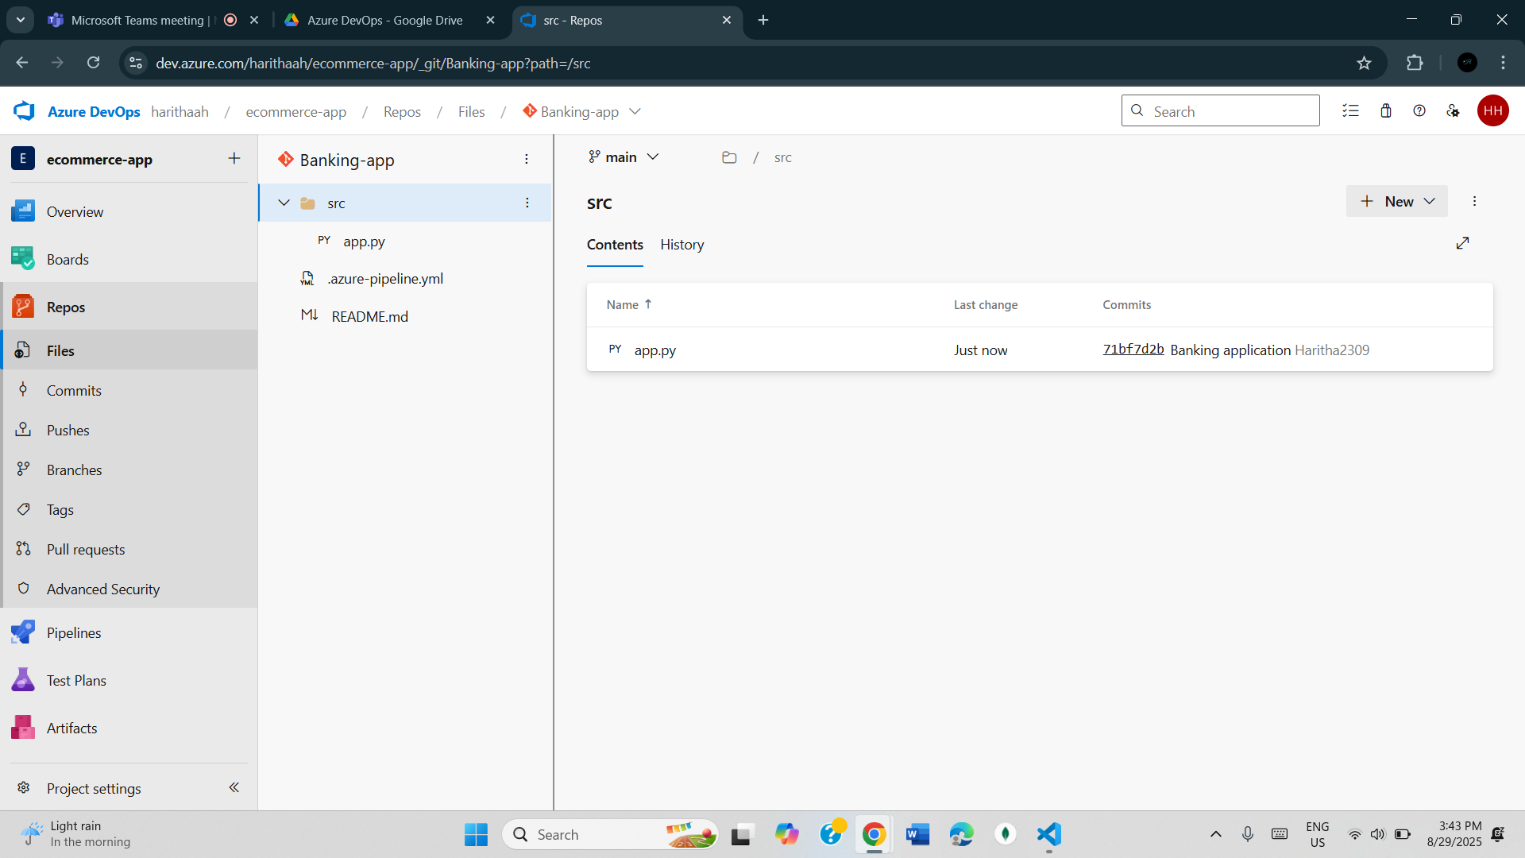 Microsoft Teams meeting |
Azure DevOps - Google Drive
src - Repos
dev.azure.com/harithaah/ecommerce-app/_git/Banking-app?path=/src
Azure DevOps harithaah / ecommerce-app / Repos / Files / Banking-app
Search
HH
E ecommerce-app
Overview
Boards
Repos
Files
Commits
Pushes
Branches
Tags
Pull requests
Advanced Security
Pipelines
Test Plans
Artifacts
Project settings
Banking-app
src
PY app.py
YML .azure-pipeline.yml
M↓ README.md
main
/ src
src
New
Contents History
Name ↑ Last change Commits
PY app.py Just now 71bf7d2b Banking application Haritha2309
Light rain
In the morning
Search
ENG
US
3:43 PM
8/29/2025